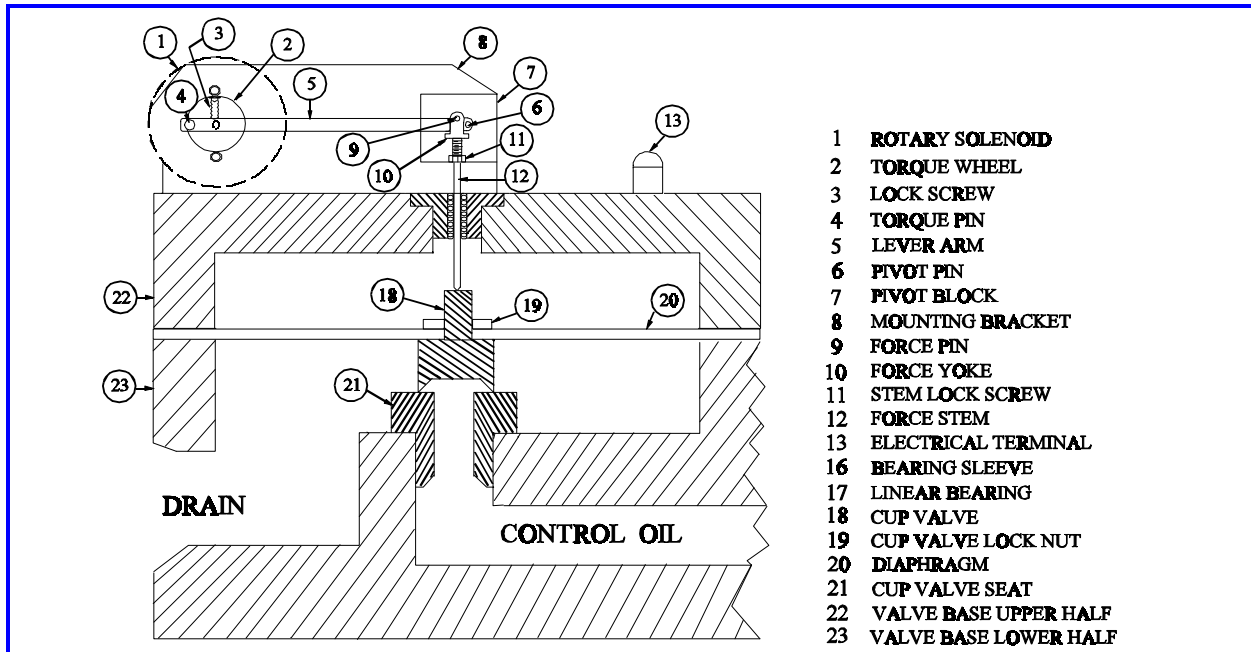 1
3
2
8
7
4
5
6
13
9
11
10
12
22
18
19
20
23
21
DRAIN
CONTROL OIL
1 ROTARY SOLENOID
2 TORQUE WHEEL
3 LOCK SCREW
4 TORQUE PIN
5 LEVER ARM
6 PIVOT PIN
7 PIVOT BLOCK
8 MOUNTING BRACKET
9 FORCE PIN
10 FORCE YOKE
11 STEM LOCK SCREW
12 FORCE STEM
13 ELECTRICAL TERMINAL
16 BEARING SLEEVE
17 LINEAR BEARING
18 CUP VALVE
19 CUP VALVE LOCK NUT
20 DIAPHRAGM
21 CUP VALVE SEAT
22 VALVE BASE UPPER HALF
23 VALVE BASE LOWER HALF